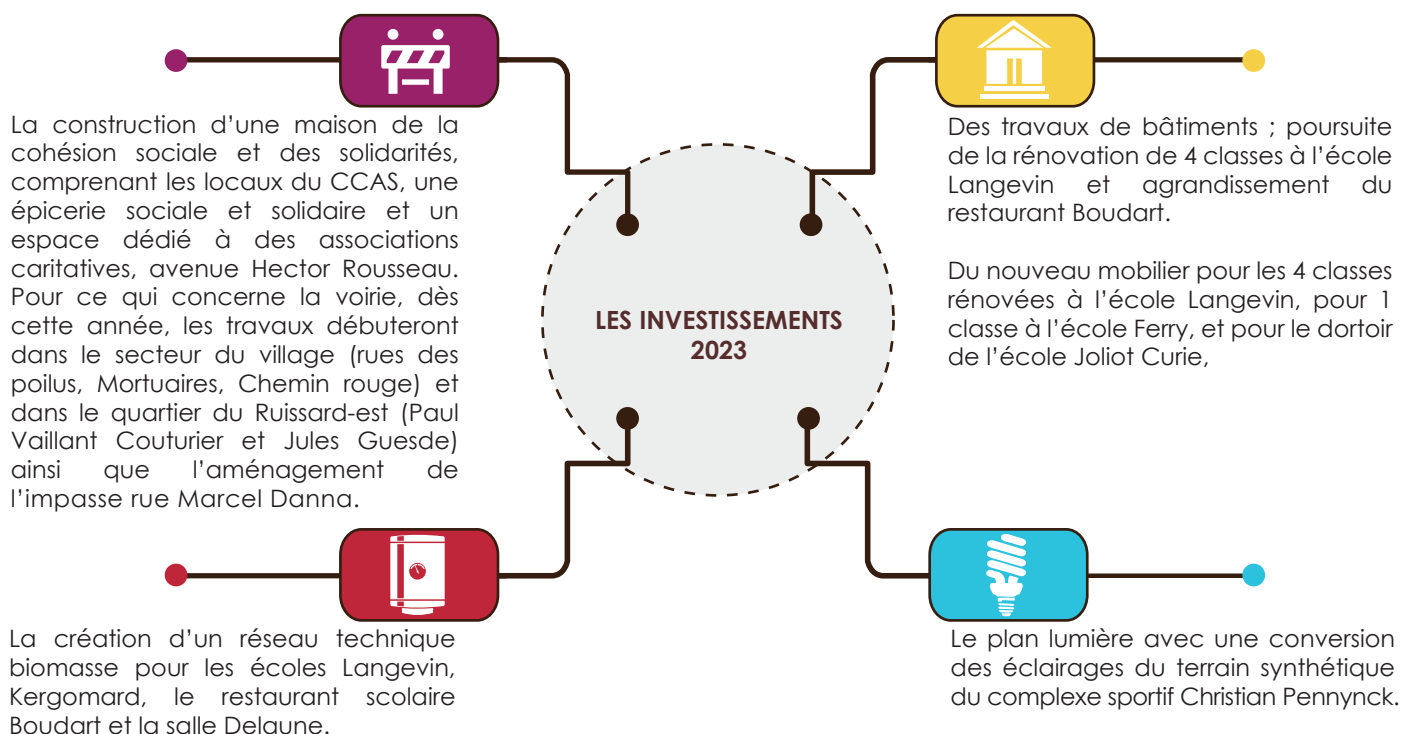 La construction d'une maison de la
cohésion sociale et des solidarités,
comprenant les locaux du CCAS, une
épicerie sociale et solidaire et un
espace dédié à des associations
caritatives, avenue Hector Rousseau.
Pour ce qui concerne la voirie, dès
cette année, les travaux débuteront
dans le secteur du village (rues des
poilus, Mortuaires, Chemin rouge) et
dans le quartier du Ruissard-est (Paul
Vaillant Couturier et Jules Guesde)
ainsi que l'aménagement de
l'impasse rue Marcel Danna.
Des travaux de bâtiments ; poursuite
de la rénovation de 4 classes à l'école
Langevin et agrandissement du
restaurant Boudart.
Du nouveau mobilier pour les 4 classes
rénovées à l'école Langevin, pour 1
classe à l'école Ferry, et pour le dortoir
de l'école Joliot Curie,
LES INVESTISSEMENTS
2023
La création d'un réseau technique
biomasse pour les écoles Langevin,
Kergomard, le restaurant scolaire
Boudart et la salle Delaune.
Le plan lumière avec une conversion
des éclairages du terrain synthétique
du complexe sportif Christian Pennynck.